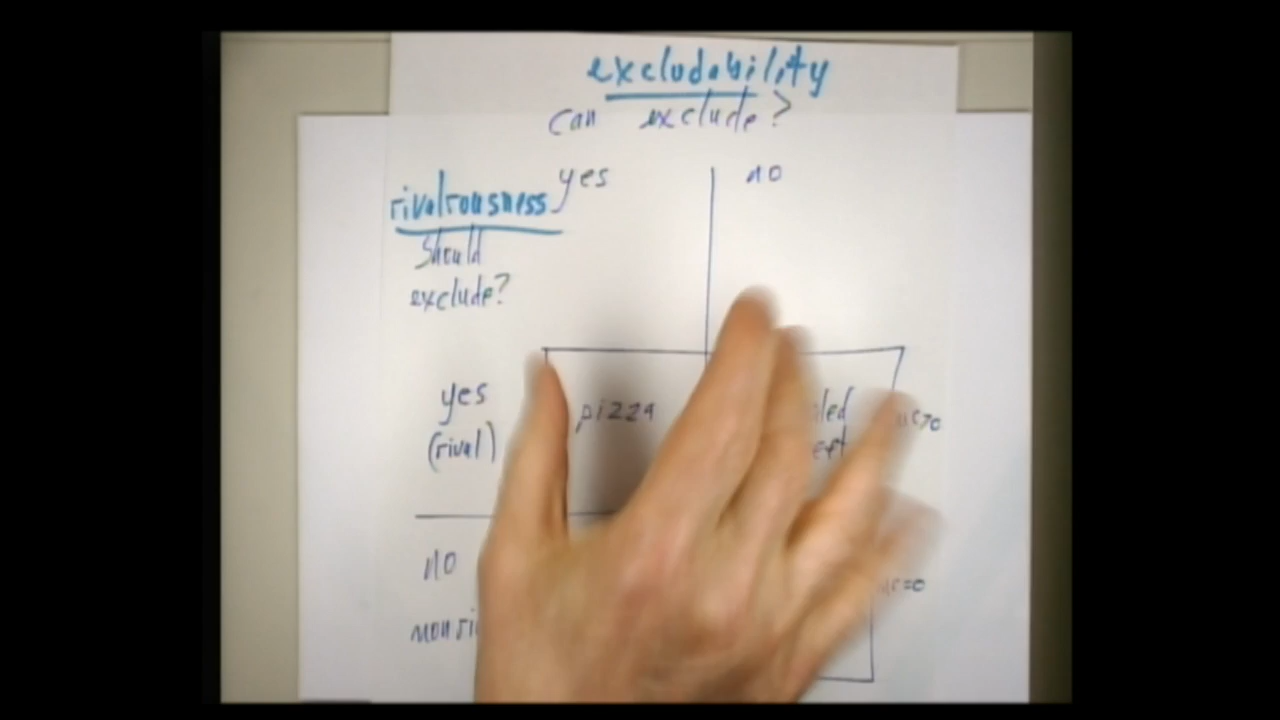 excludability
can exclude?
yes no
rivalrousness
should
exclude?
yes
(rival)
pizza
no